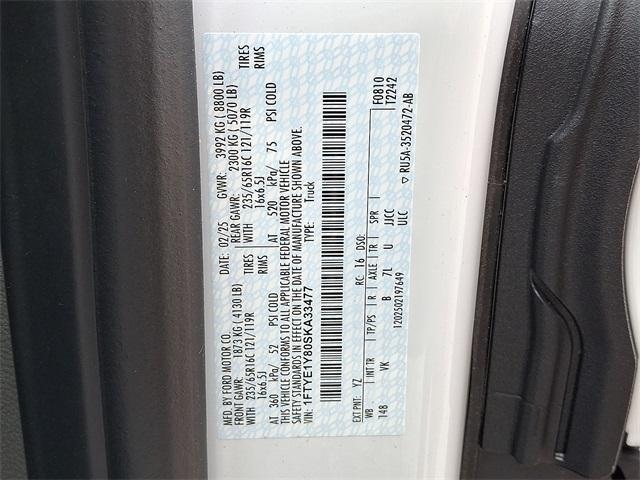 MFD. BY FORD MOTOR CO.  DATE: 02/25  GVWR: 3992 KG ( 8800 LB)
FRONT GAWR: 1873 KG ( 4130 LB)  REAR GAWR: 2300 KG ( 5070 LB)
WITH 235/65R16C 121/119R TIRES  WITH 235/65R16C 121/119R TIRES
16x6.5J RIMS  16x6.5J RIMS
AT 360 kPa/ 52 PSI COLD  AT 520 kPa/ 75 PSI COLD
THIS VEHICLE CONFORMS TO ALL APPLICABLE FEDERAL MOTOR VEHICLE
SAFETY STANDARDS IN EFFECT ON THE DATE OF MANUFACTURE SHOWN ABOVE.
VIN: 1FTYE1Y80SKA33477  TYPE: Truck
F0810
T2242
EXT PNT: YZ  RC: 16 DSO:
WB INT TR TP/PS R AXLE TR SPR
148 VK B 7L U JJCC
ULC
1202502197649
RU5A-3520472-AB